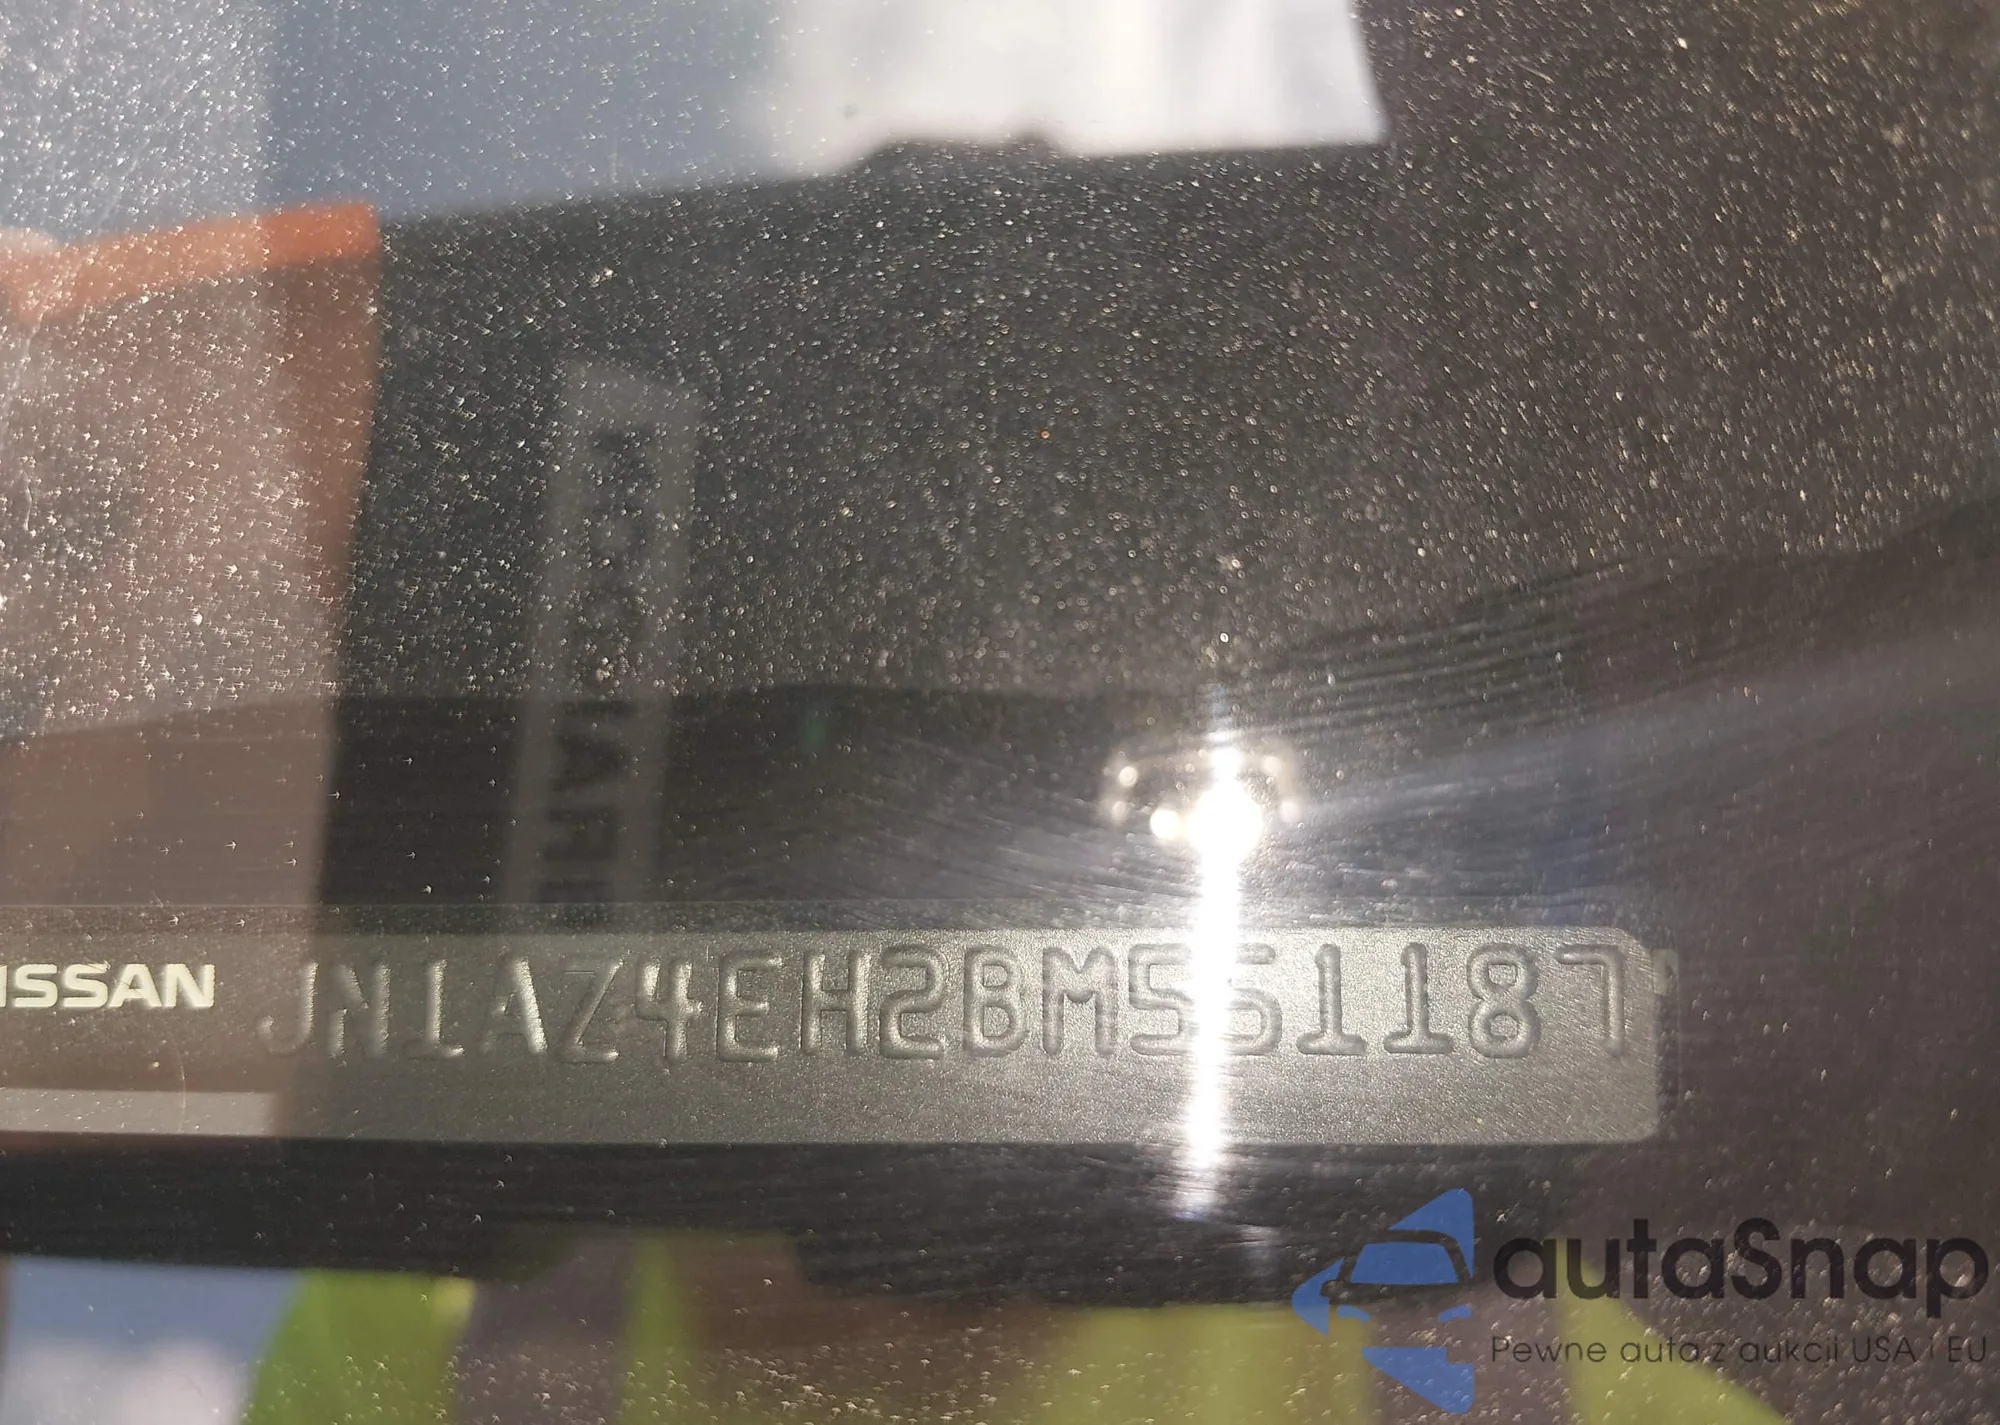 ISSAN JN1AZ4EH2BM551187
autaSnap
Pewne auta z aukcji USA i EU